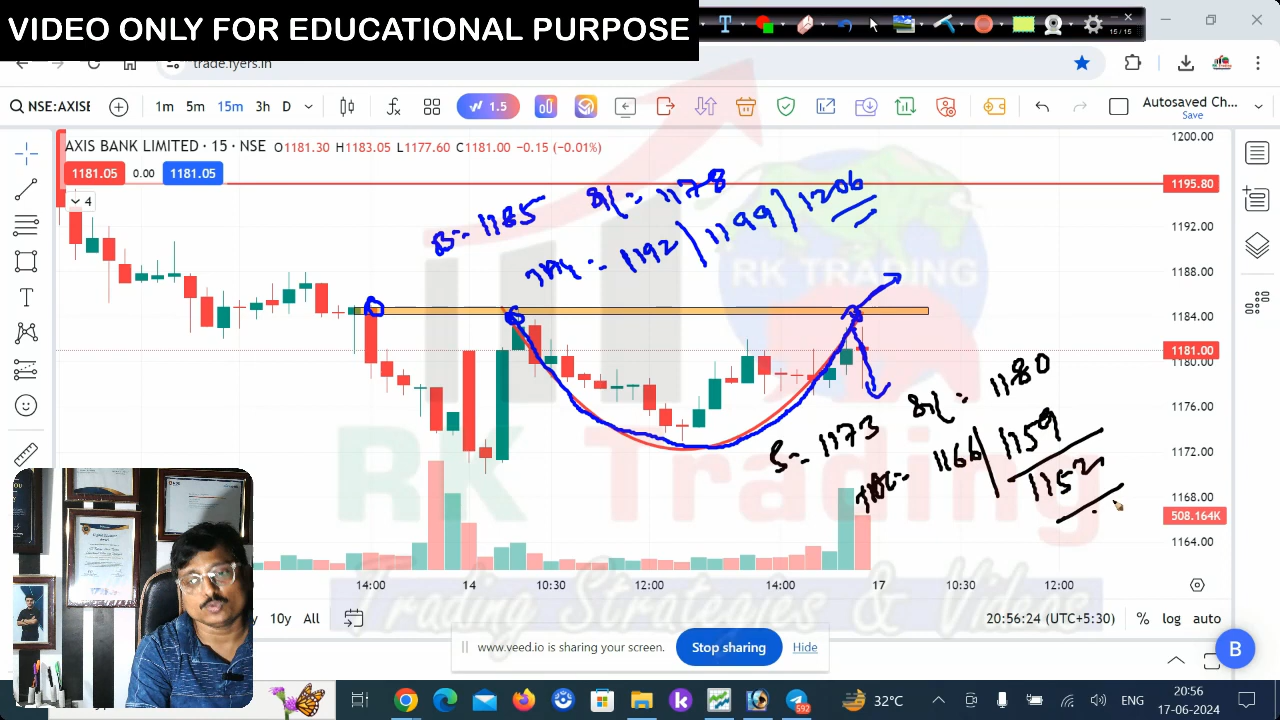 VIDEO ONLY FOR EDUCATIONAL PURPOSE
T
15 / 15
trade.fyers.in
NSE:AXISE
1m 5m 15m 3h D
1.5
Autosaved Ch...
Save
AXIS BANK LIMITED · 15 · NSE O1181.30 H1183.05 L1177.60 C1181.00 −0.15 (−0.01%)
1181.05 0.00 1181.05
4
1200.00
1195.80
1192.00
1188.00
1184.00
1181.00
1180.00
1176.00
1172.00
1168.00
508.164K
1164.00
B- 1185 SL- 1178
TAR- 1192 | 1199 | 1206
S- 1173 SL- 1180
TAR- 1166 | 1159
1152
RK TRADING
RK Trading
Trading Strategies &
14:00 14 10:30 12:00 14:00 17 10:30 12:00
10y All
20:56:24 (UTC+5:30) % log auto
www.veed.io is sharing your screen. Stop sharing Hide
B
592
32°C
ENG
20:56
17-06-2024